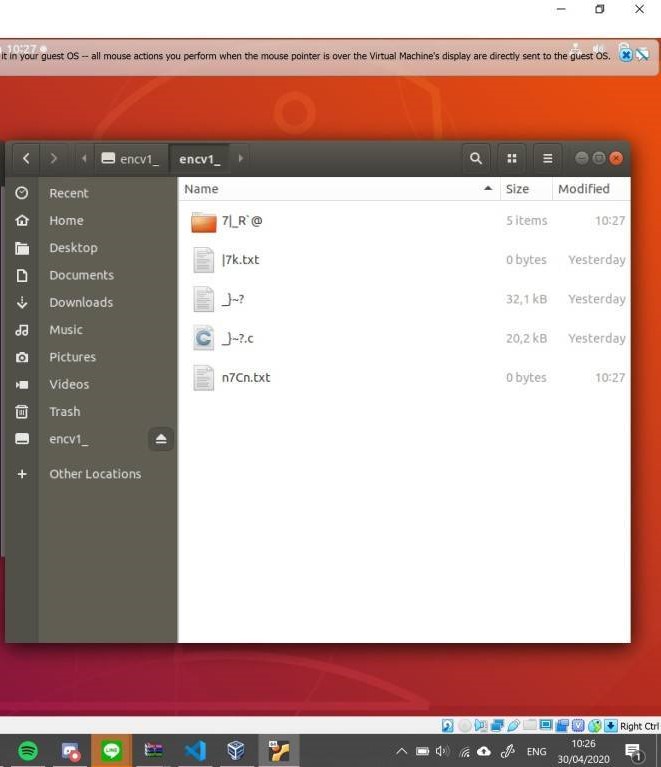 10:27
it in your guest OS -- all mouse actions you perform when the mouse pointer is over the Virtual Machine's display are directly sent to the guest OS.
encv1_ encv1_
Name Size Modified
Recent
Home
Desktop
Documents
Downloads
Music
Pictures
Videos
Trash
encv1_
Other Locations
7|_R`@ 5 items 10:27
|7k.txt 0 bytes Yesterday
_}~? 32,1 kB Yesterday
_}~?.c 20,2 kB Yesterday
n7Cn.txt 0 bytes 10:27
Right Ctrl
LINE
ENG
10:26
30/04/2020
1